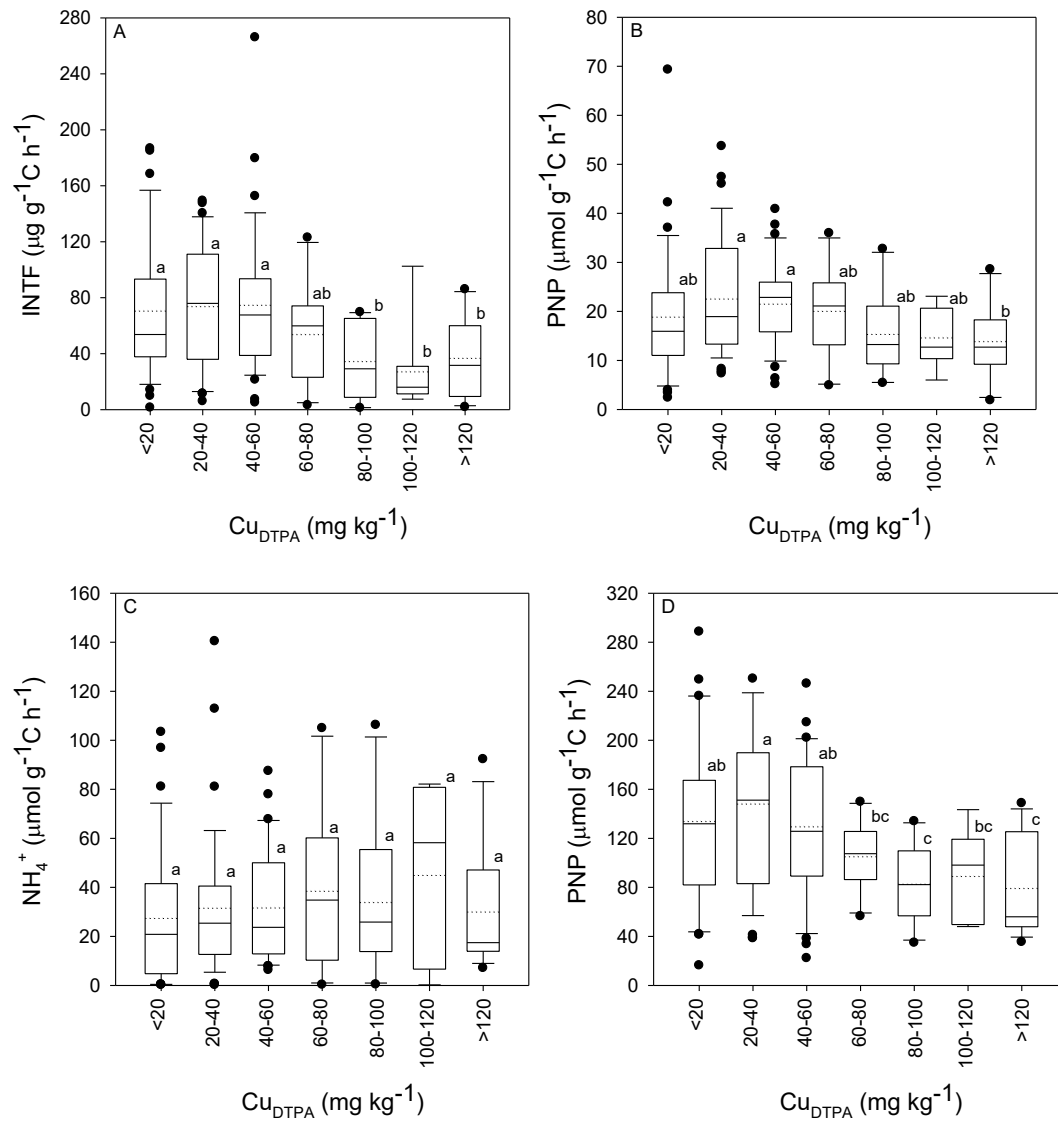 A
INTF (μg g⁻¹C h⁻¹)
280
240
200
160
120
80
40
0
a
a
a
ab
b
b
b
<20
20-40
40-60
60-80
80-100
100-120
>120
Cu_DTPA (mg kg⁻¹)
B
PNP (μmol g⁻¹C h⁻¹)
80
70
60
50
40
30
20
10
0
ab
a
a
ab
ab
ab
b
<20
20-40
40-60
60-80
80-100
100-120
>120
Cu_DTPA (mg kg⁻¹)
C
NH₄⁺ (μmol g⁻¹C h⁻¹)
160
140
120
100
80
60
40
20
0
a
a
a
a
a
a
a
<20
20-40
40-60
60-80
80-100
100-120
>120
Cu_DTPA (mg kg⁻¹)
D
PNP (μmol g⁻¹C h⁻¹)
320
280
240
200
160
120
80
40
0
ab
a
ab
bc
c
bc
c
<20
20-40
40-60
60-80
80-100
100-120
>120
Cu_DTPA (mg kg⁻¹)